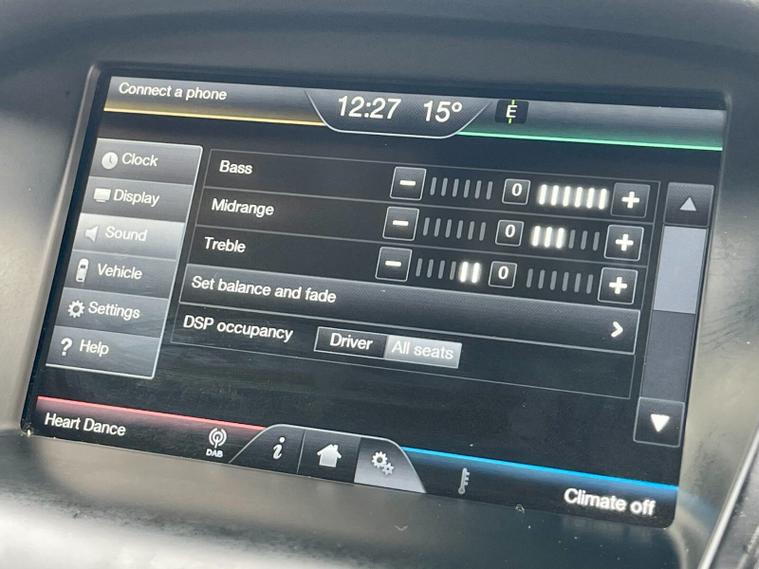 Connect a phone
12:27 15° E
Clock
Display
Sound
Vehicle
Settings
? Help
Bass - 0 +
Midrange - 0 +
Treble - 0 +
Set balance and fade >
DSP occupancy Driver All seats
Heart Dance
DAB
i
Climate off